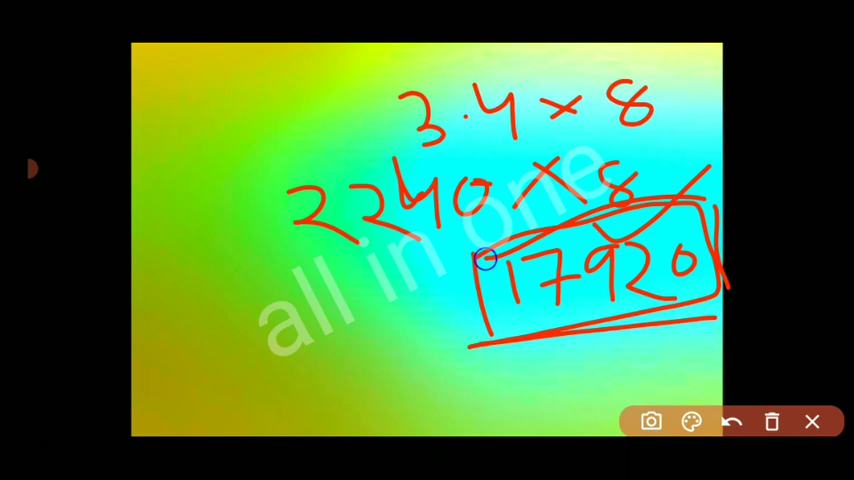 3.4 × 8
2240 × 8
17920
all in one